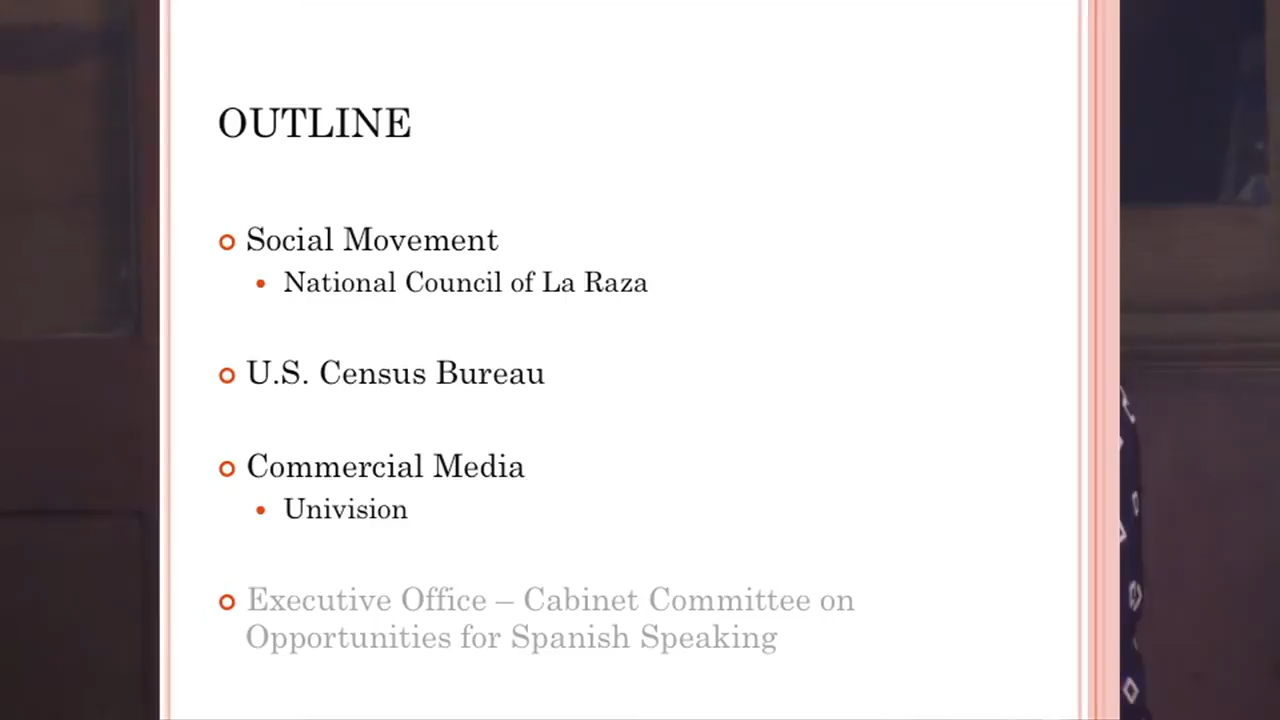 OUTLINE
Social Movement
National Council of La Raza
U.S. Census Bureau
Commercial Media
Univision
Executive Office – Cabinet Committee on
Opportunities for Spanish Speaking